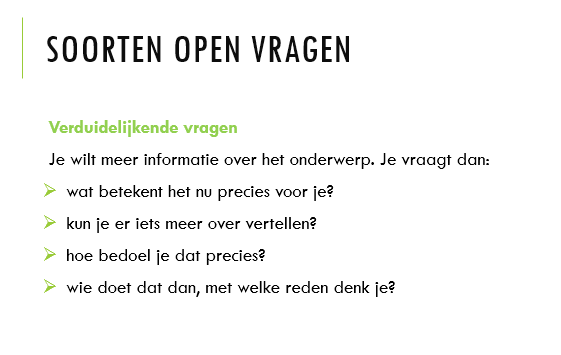 SOORTEN OPEN VRAGEN
Verduidelijkende vragen
Je wilt meer informatie over het onderwerp. Je vraagt dan:
wat betekent het nu precies voor je?
kun je er iets meer over vertellen?
hoe bedoel je dat precies?
wie doet dat dan, met welke reden denk je?